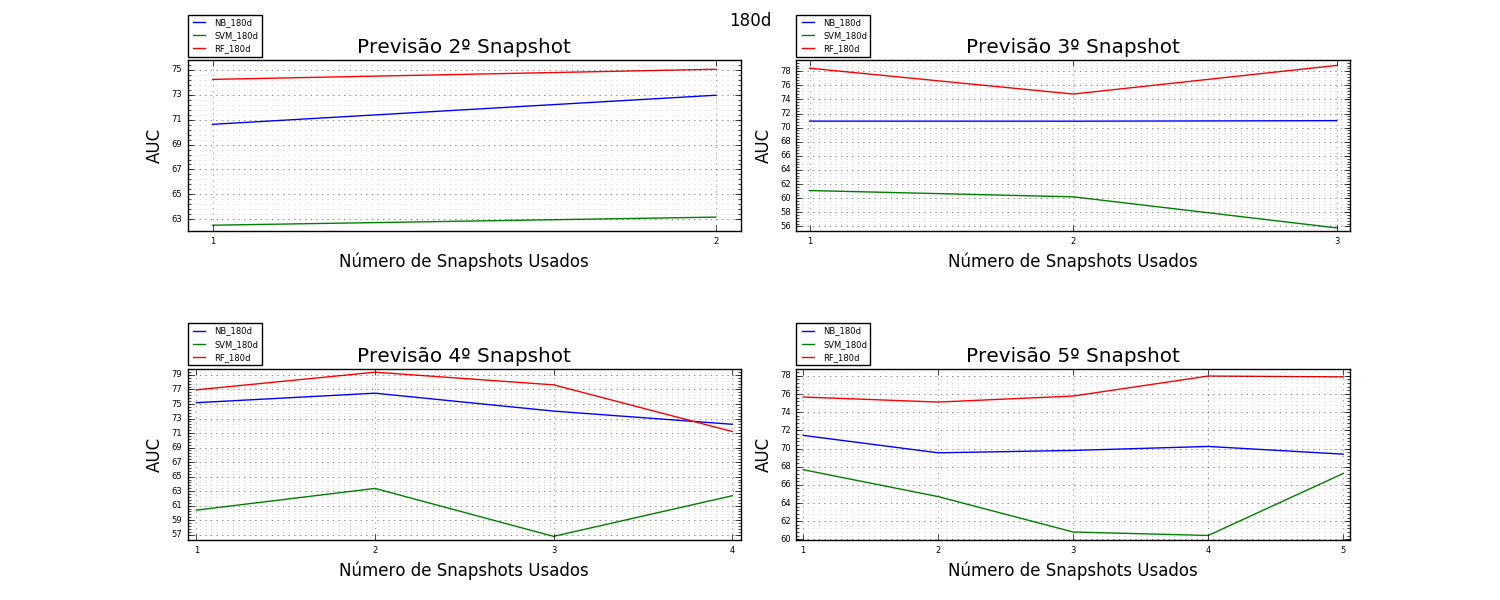 180d
NB_180d
SVM_180d
RF_180d
Previsão 2º Snapshot
AUC
75
73
71
69
67
65
63
1 2
Número de Snapshots Usados
NB_180d
SVM_180d
RF_180d
Previsão 3º Snapshot
AUC
78
76
74
72
70
68
66
64
62
60
58
56
1 2 3
Número de Snapshots Usados
NB_180d
SVM_180d
RF_180d
Previsão 4º Snapshot
AUC
79
77
75
73
71
69
67
65
63
61
59
57
1 2 3 4
Número de Snapshots Usados
NB_180d
SVM_180d
RF_180d
Previsão 5º Snapshot
AUC
78
76
74
72
70
68
66
64
62
60
1 2 3 4 5
Número de Snapshots Usados